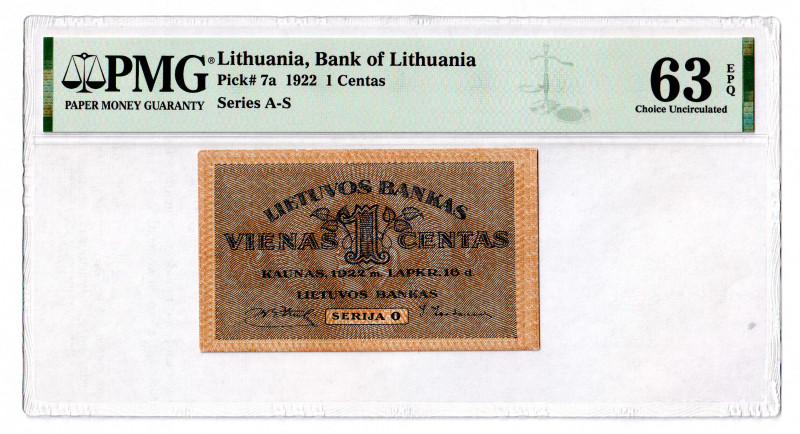 PMG®
PAPER MONEY GUARANTY
Lithuania, Bank of Lithuania
Pick# 7a 1922 1 Centas
Series A-S
63 EPQ
Choice Uncirculated
LIETUVOS BANKAS
VIENAS 1 CENTAS
KAUNAS, 1922 m. LAPKR. 16 d.
LIETUVOS BANKAS
SERIJA O